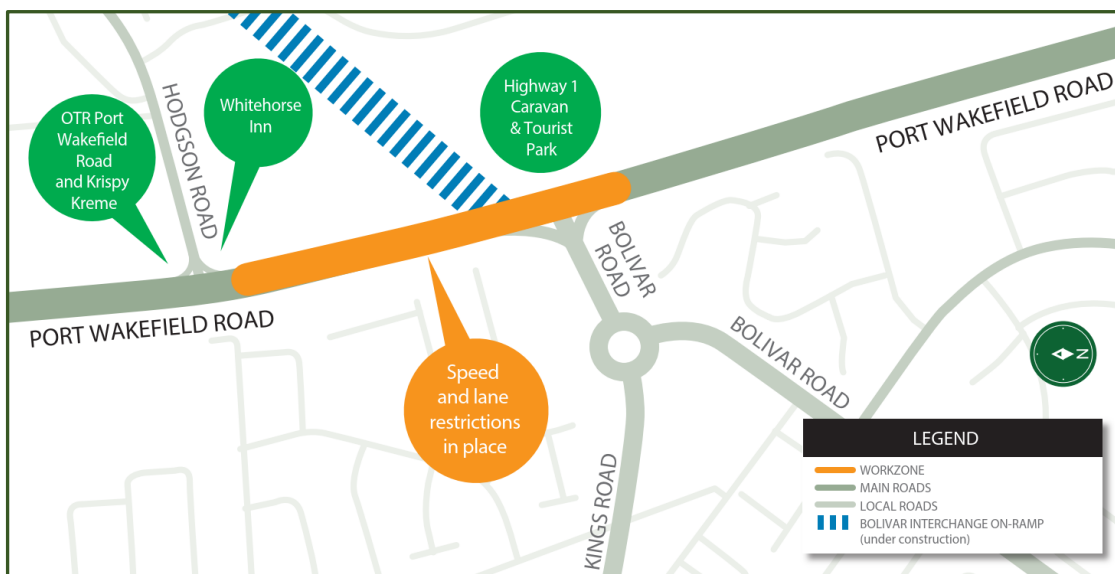 HODGSON ROAD
OTR Port
Wakefield
Road
and Krispy
Kreme
Whitehorse
Inn
Highway 1
Caravan
& Tourist
Park
PORT WAKEFIELD ROAD
BOLIVAR
ROAD
PORT WAKEFIELD ROAD
BOLIVAR ROAD
N
Speed
and lane
restrictions
in place
KINGS ROAD
LEGEND
WORKZONE
MAIN ROADS
LOCAL ROADS
BOLIVAR INTERCHANGE ON-RAMP
(under construction)